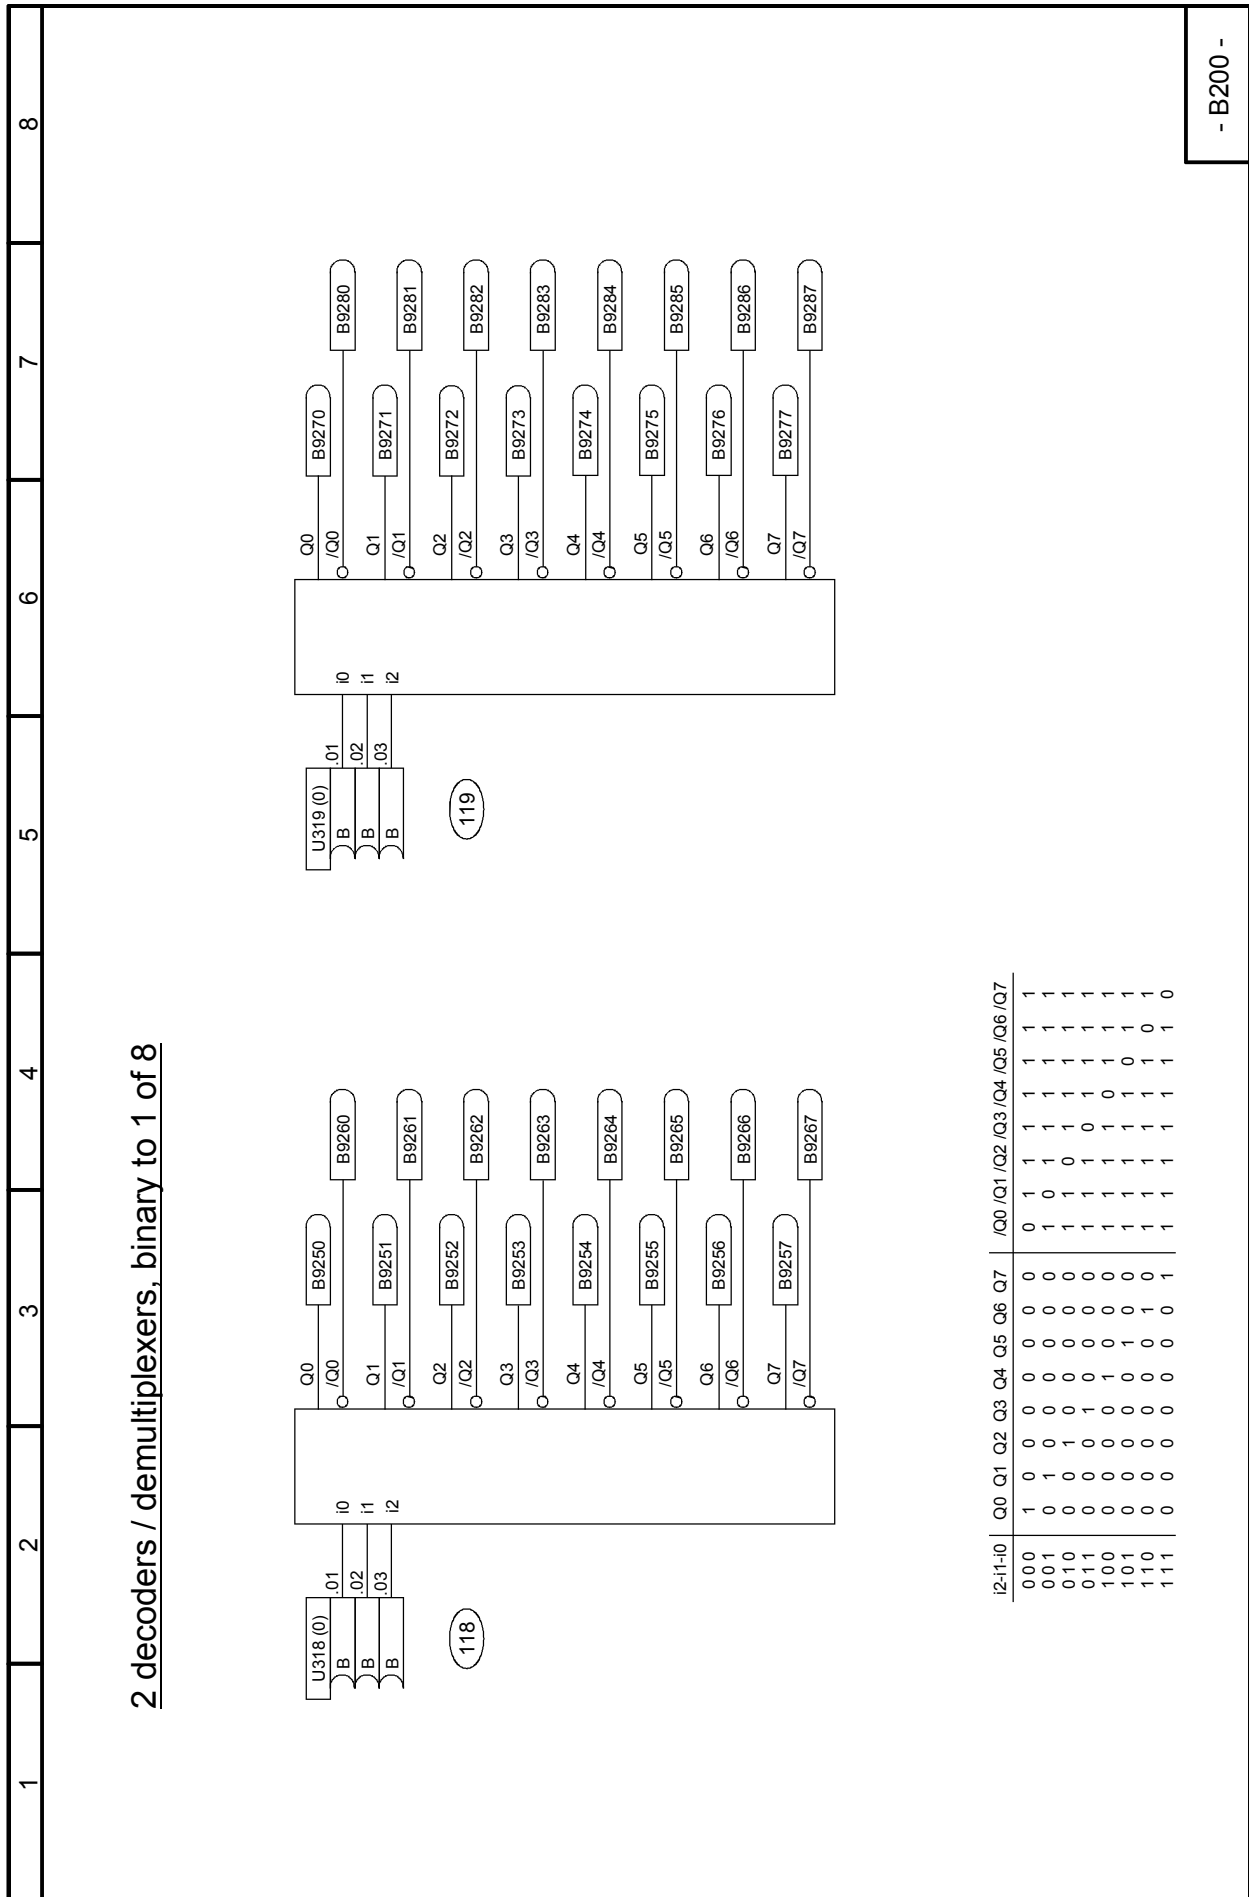 1 2 3 4 5 6 7 8
2 decoders / demultiplexers, binary to 1 of 8
U318 (0)
B .01 i0
B .02 i1
B .03 i2
118
Q0 B9250
/Q0 B9260
Q1 B9251
/Q1 B9261
Q2 B9252
/Q2 B9262
Q3 B9253
/Q3 B9263
Q4 B9254
/Q4 B9264
Q5 B9255
/Q5 B9265
Q6 B9256
/Q6 B9266
Q7 B9257
/Q7 B9267
U319 (0)
B .01 i0
B .02 i1
B .03 i2
119
Q0 B9270
/Q0 B9280
Q1 B9271
/Q1 B9281
Q2 B9272
/Q2 B9282
Q3 B9273
/Q3 B9283
Q4 B9274
/Q4 B9284
Q5 B9275
/Q5 B9285
Q6 B9276
/Q6 B9286
Q7 B9277
/Q7 B9287
i2-i1-i0 Q0 Q1 Q2 Q3 Q4 Q5 Q6 Q7 /Q0 /Q1 /Q2 /Q3 /Q4 /Q5 /Q6 /Q7
0 0 0 1 0 0 0 0 0 0 0 0 1 1 1 1 1 1 1
0 0 1 0 1 0 0 0 0 0 0 1 0 1 1 1 1 1 1
0 1 0 0 0 1 0 0 0 0 0 1 1 0 1 1 1 1 1
0 1 1 0 0 0 1 0 0 0 0 1 1 1 0 1 1 1 1
1 0 0 0 0 0 0 1 0 0 0 1 1 1 1 0 1 1 1
1 0 1 0 0 0 0 0 1 0 0 1 1 1 1 1 0 1 1
1 1 0 0 0 0 0 0 0 1 0 1 1 1 1 1 1 0 1
1 1 1 0 0 0 0 0 0 0 1 1 1 1 1 1 1 1 0
- B200 -